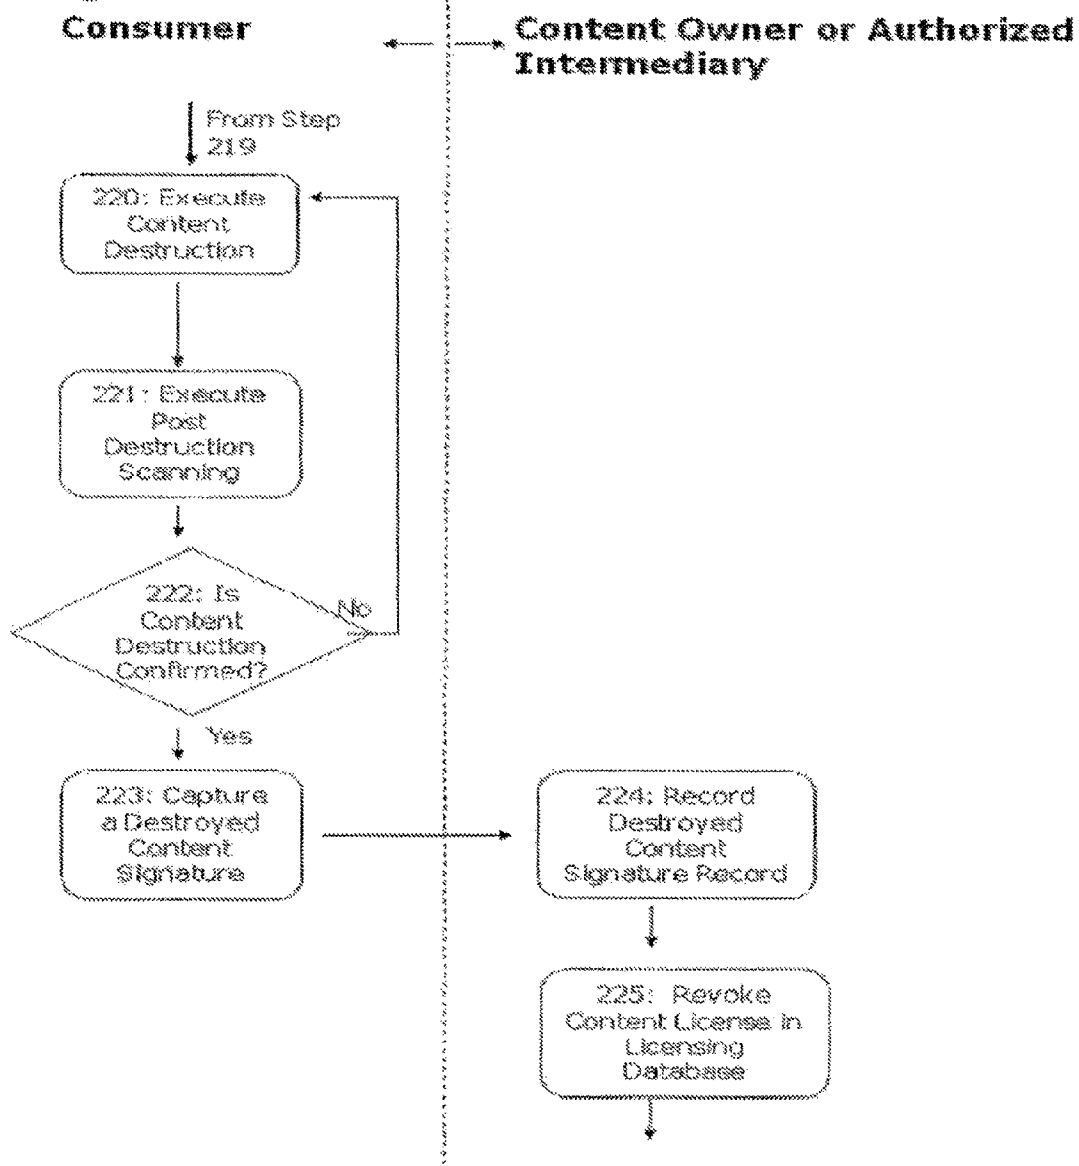 Consumer
Content Owner or Authorized
Intermediary
From Step
219
220: Execute
Content
Destruction
221: Execute
Post
Destruction
Scanning
222: Is
Content
Destruction
Confirmed?
No
Yes
223: Capture
a Destroyed
Content
Signature
224: Record
Destroyed
Content
Signature Record
225: Revoke
Content License in
Licensing
Database